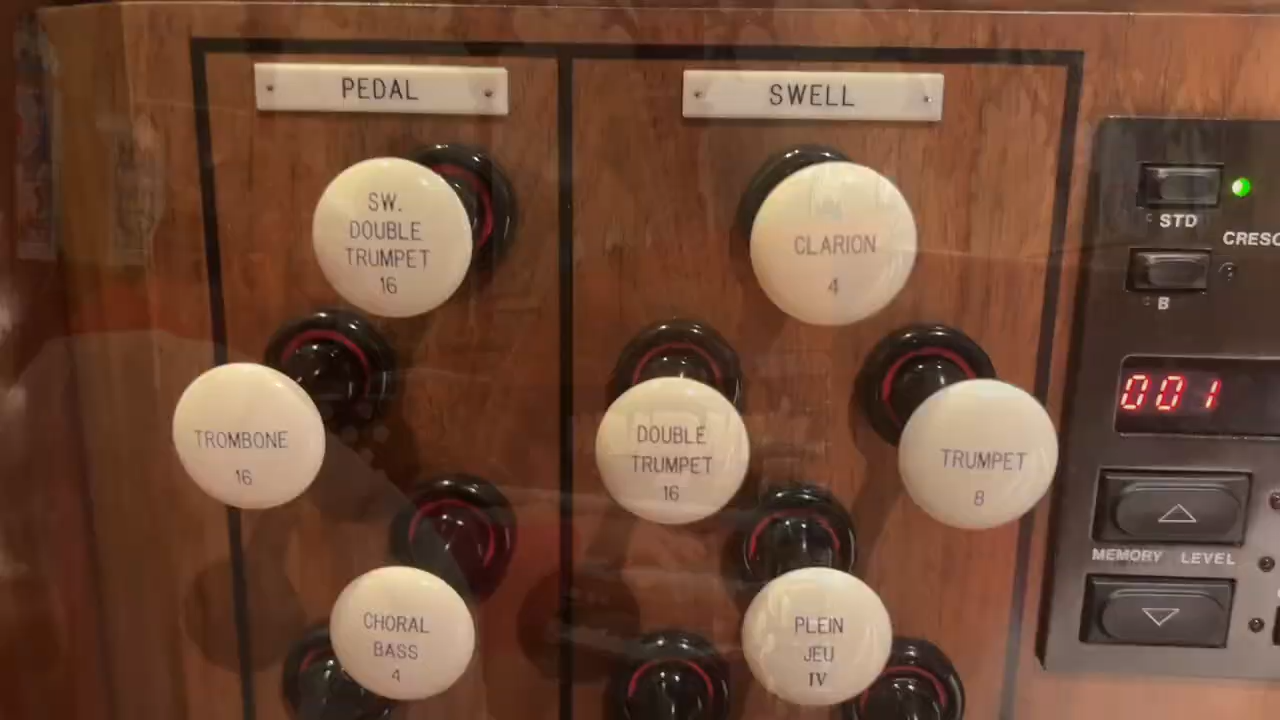 PEDAL
SWELL
SW.
DOUBLE
TRUMPET
16
CLARION
4
TROMBONE
16
DOUBLE
TRUMPET
16
TRUMPET
8
CHORAL
BASS
4
PLEIN
JEU
IV
STD
CRESC
B
001
MEMORY LEVEL